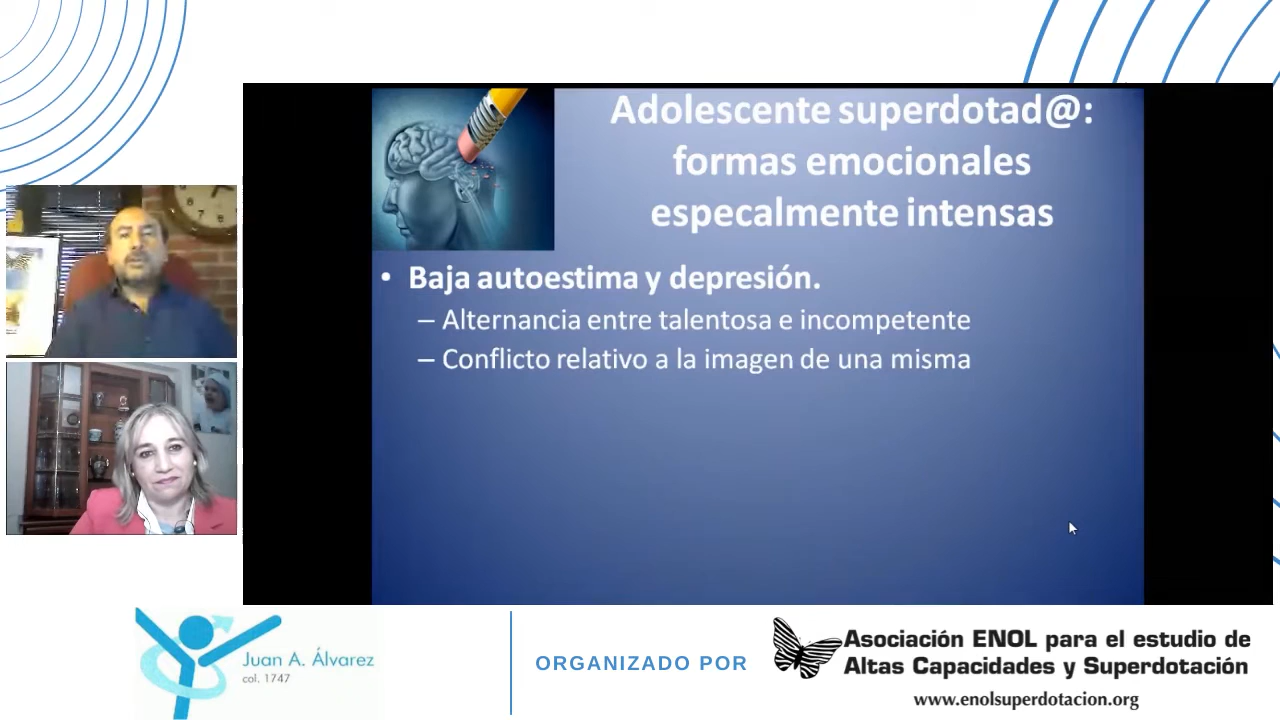 Adolescente superdotad@:
formas emocionales
especalmente intensas
• Baja autoestima y depresión.
– Alternancia entre talentosa e incompetente
– Conflicto relativo a la imagen de una misma
Juan A. Álvarez
col. 1747
ORGANIZADO POR
Asociación ENOL para el estudio de
Altas Capacidades y Superdotación
www.enolsuperdotacion.org